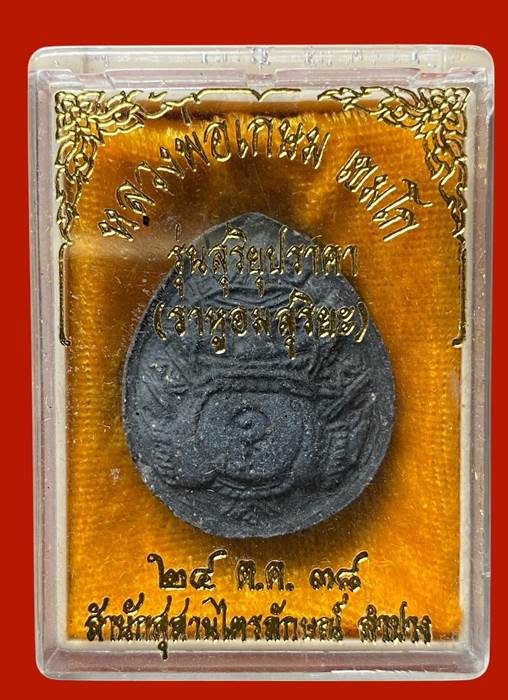 หลวงพ่อเกษม เขมโก
รุ่นสุริยุปราคา
(ราหูอมสุริยะ)
๒๔ ต.ค. ๓๘
สำนักสุสานไตรลักษณ์ ลำปาง